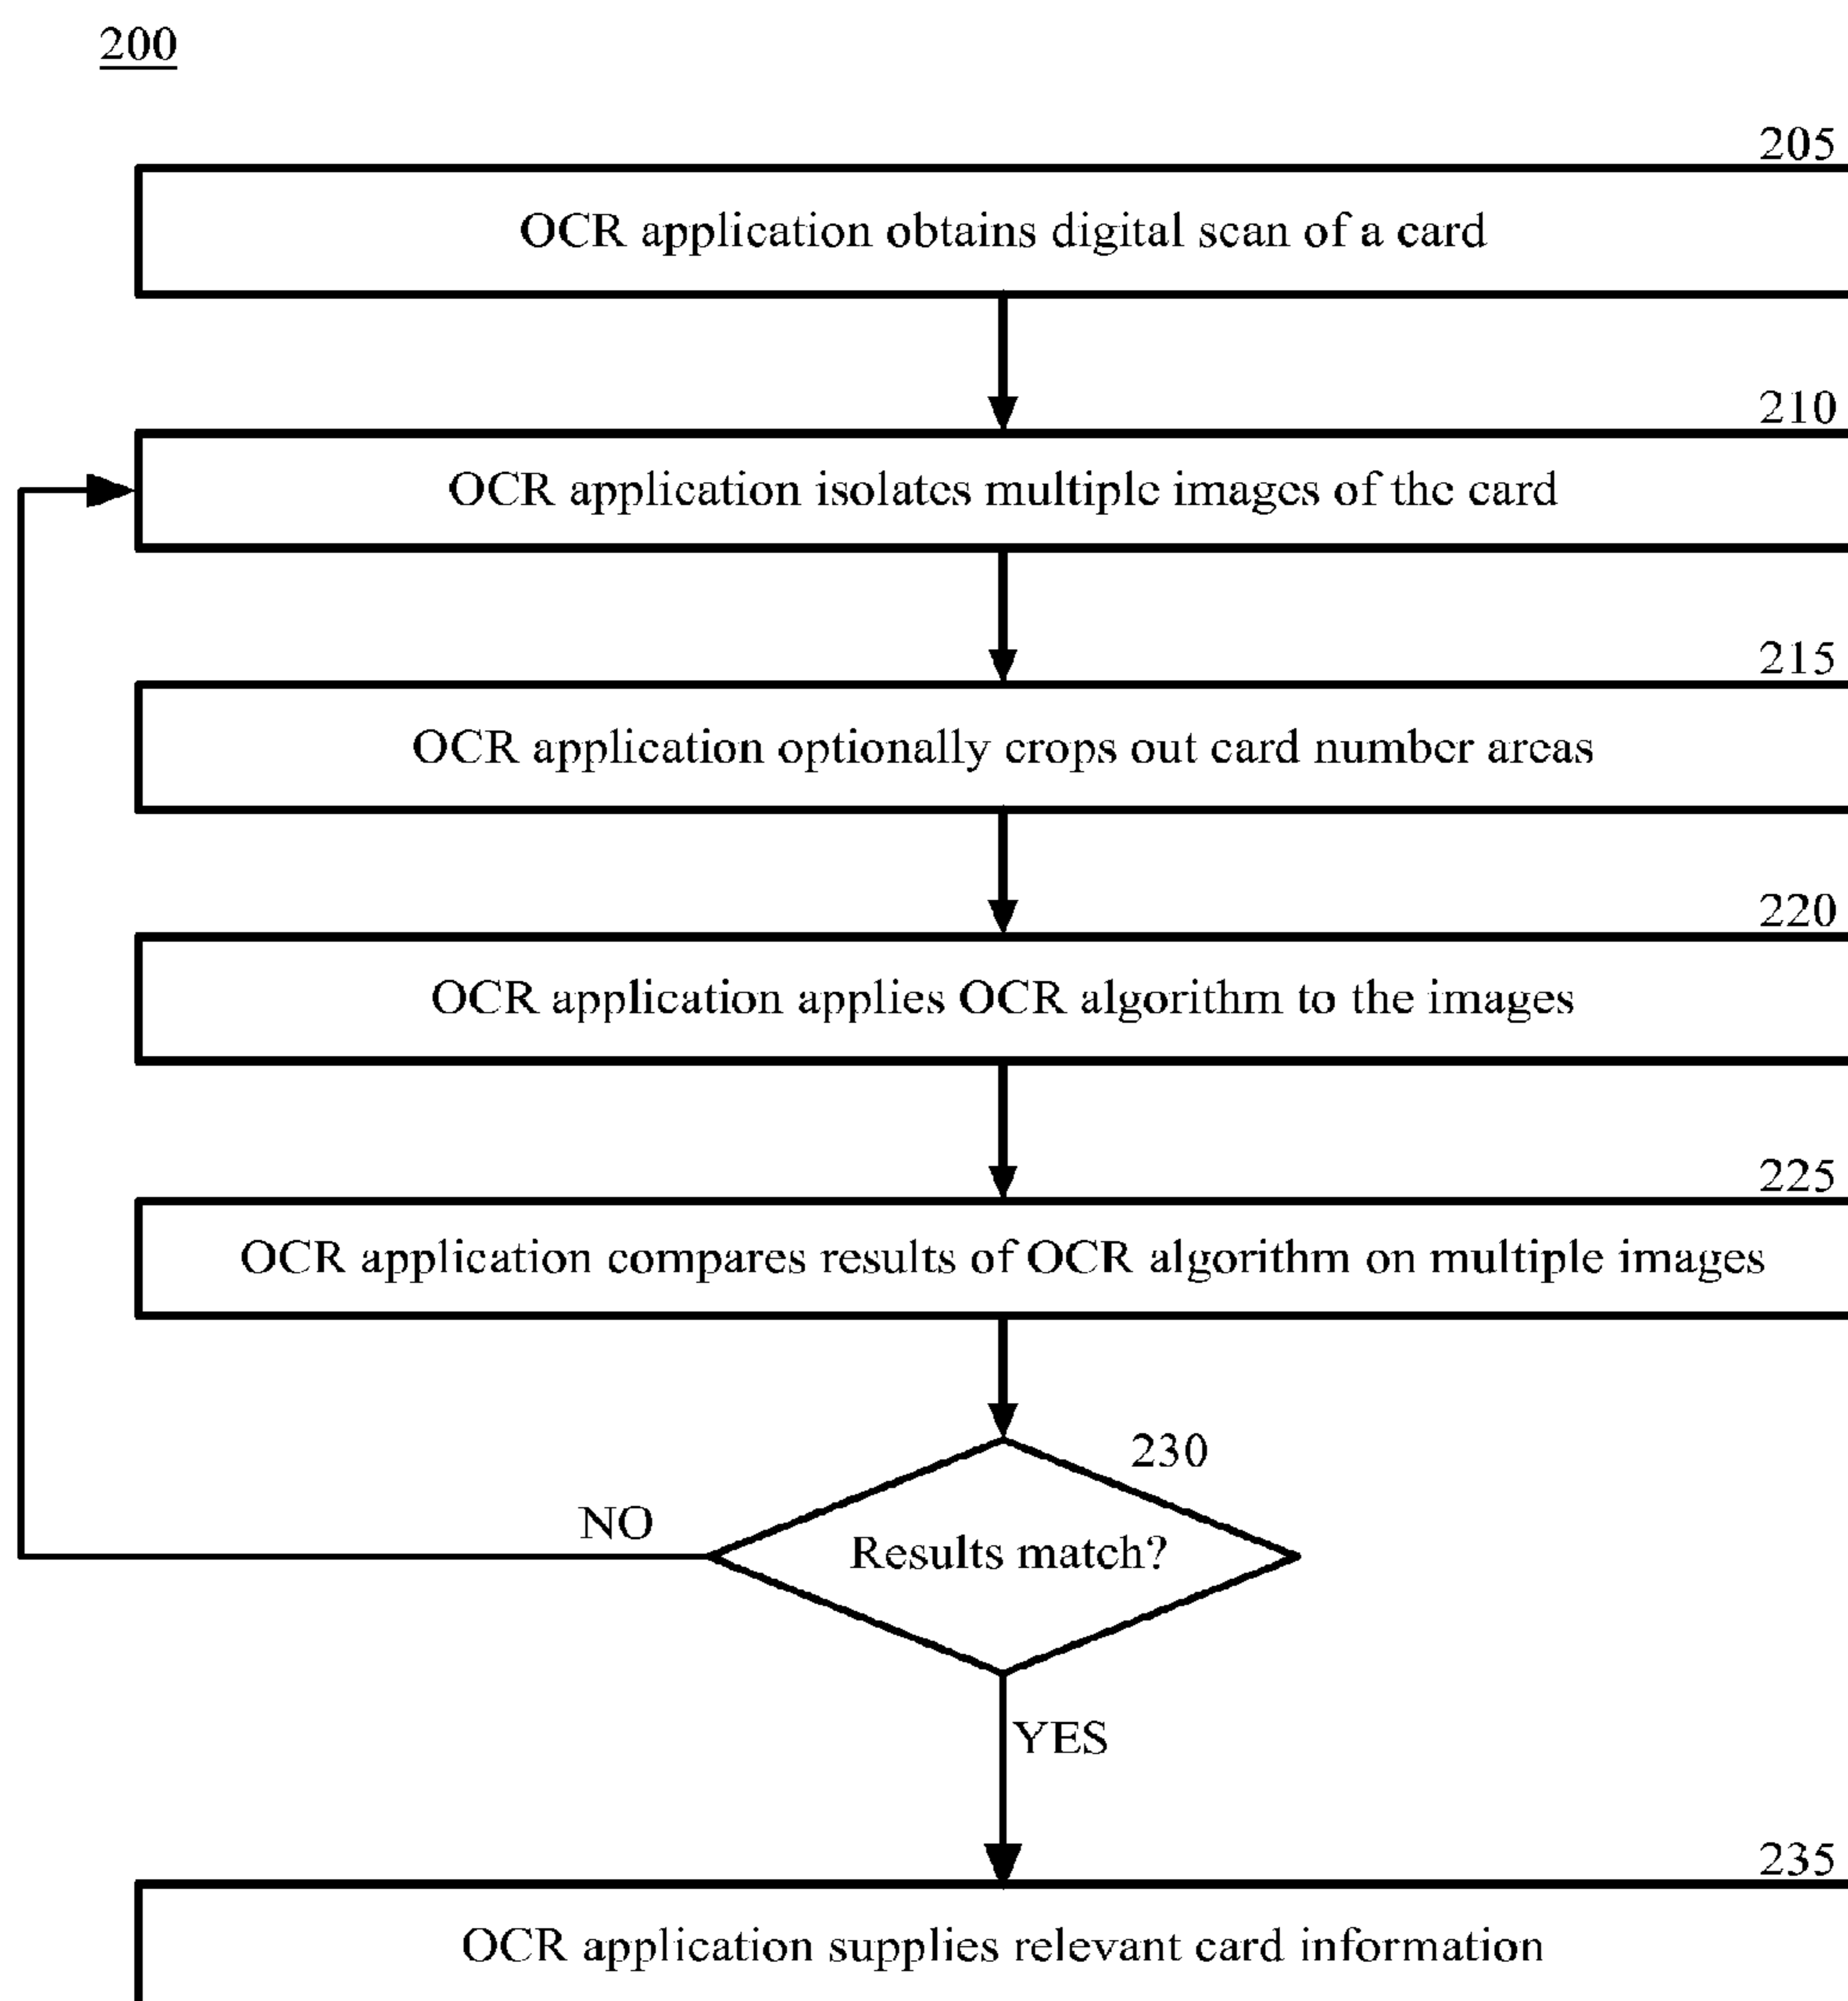 200
205
OCR application obtains digital scan of a card
210
OCR application isolates multiple images of the card
215
OCR application optionally crops out card number areas
220
OCR application applies OCR algorithm to the images
225
OCR application compares results of OCR algorithm on multiple images
230
NO
Results match?
YES
235
OCR application supplies relevant card information